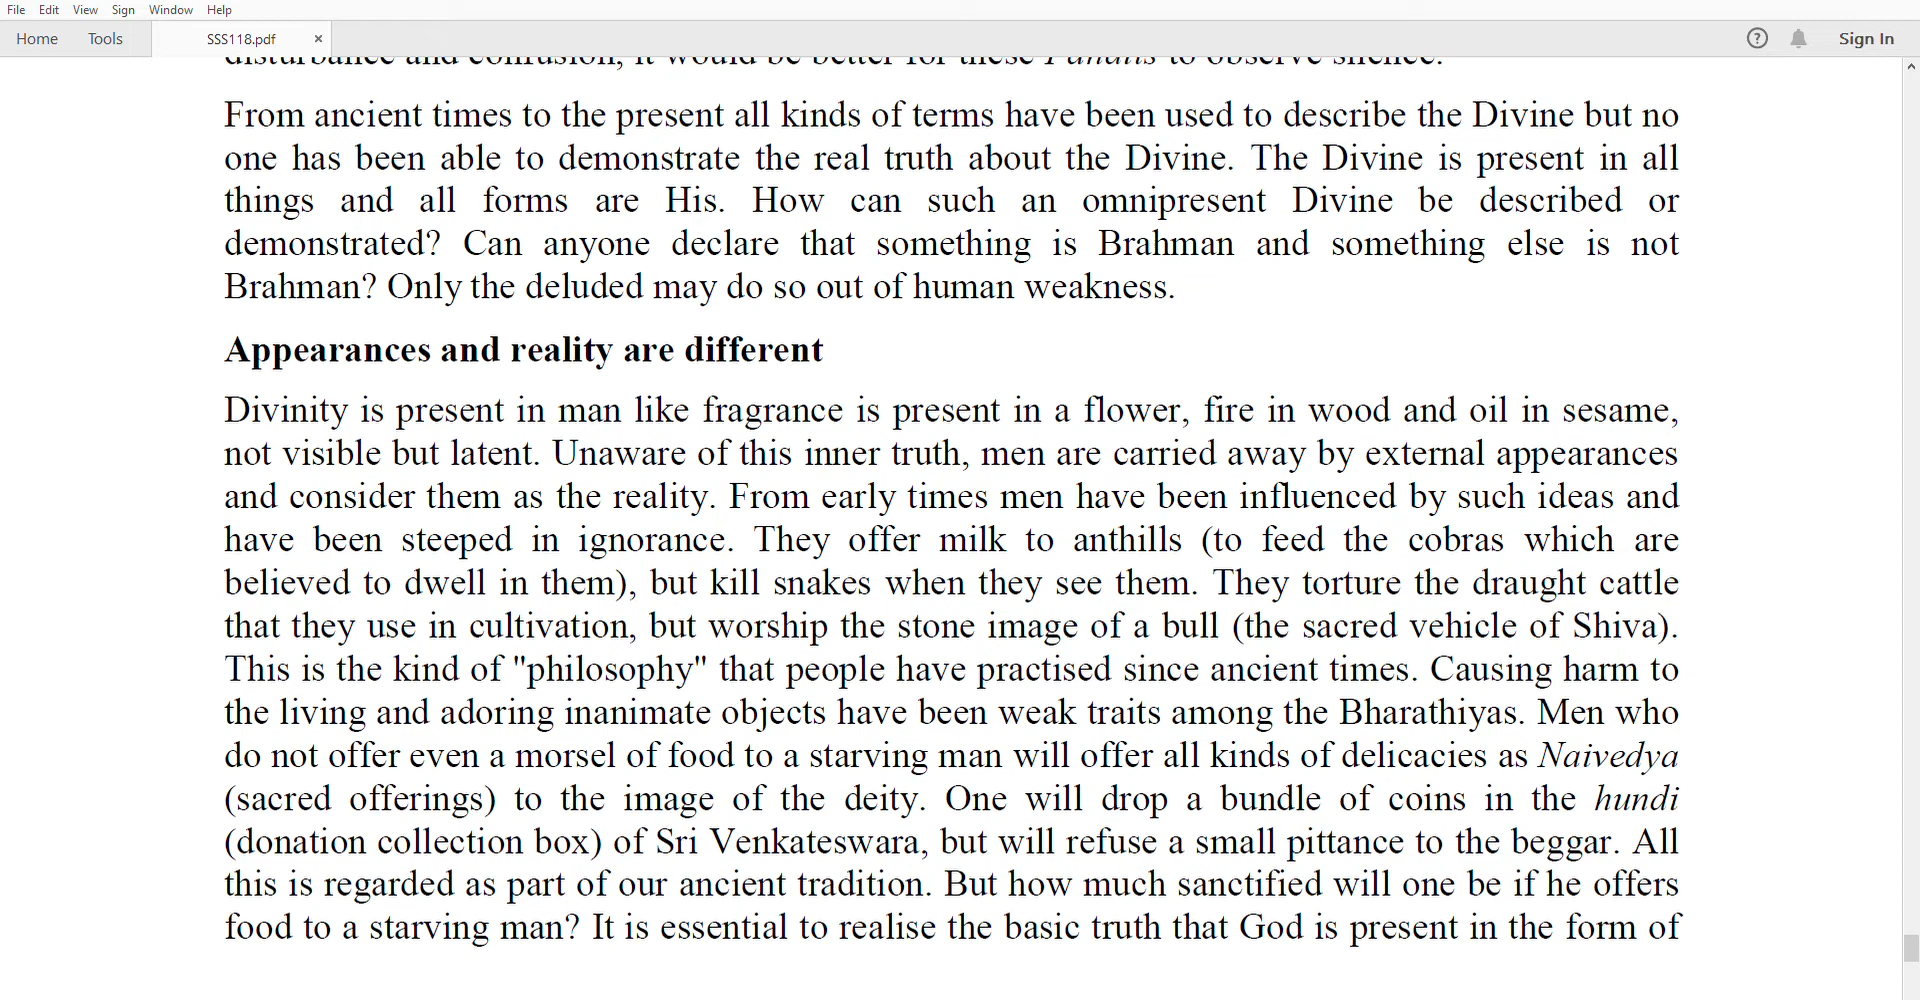 File Edit View Sign Window Help
Home Tools SSS118.pdf × ? Sign In
disturbance and confusion, it would be better for these Pandits to observe silence.
From ancient times to the present all kinds of terms have been used to describe the Divine but no
one has been able to demonstrate the real truth about the Divine. The Divine is present in all
things and all forms are His. How can such an omnipresent Divine be described or
demonstrated? Can anyone declare that something is Brahman and something else is not
Brahman? Only the deluded may do so out of human weakness.
Appearances and reality are different
Divinity is present in man like fragrance is present in a flower, fire in wood and oil in sesame,
not visible but latent. Unaware of this inner truth, men are carried away by external appearances
and consider them as the reality. From early times men have been influenced by such ideas and
have been steeped in ignorance. They offer milk to anthills (to feed the cobras which are
believed to dwell in them), but kill snakes when they see them. They torture the draught cattle
that they use in cultivation, but worship the stone image of a bull (the sacred vehicle of Shiva).
This is the kind of "philosophy" that people have practised since ancient times. Causing harm to
the living and adoring inanimate objects have been weak traits among the Bharathiyas. Men who
do not offer even a morsel of food to a starving man will offer all kinds of delicacies as Naivedya
(sacred offerings) to the image of the deity. One will drop a bundle of coins in the hundi
(donation collection box) of Sri Venkateswara, but will refuse a small pittance to the beggar. All
this is regarded as part of our ancient tradition. But how much sanctified will one be if he offers
food to a starving man? It is essential to realise the basic truth that God is present in the form of